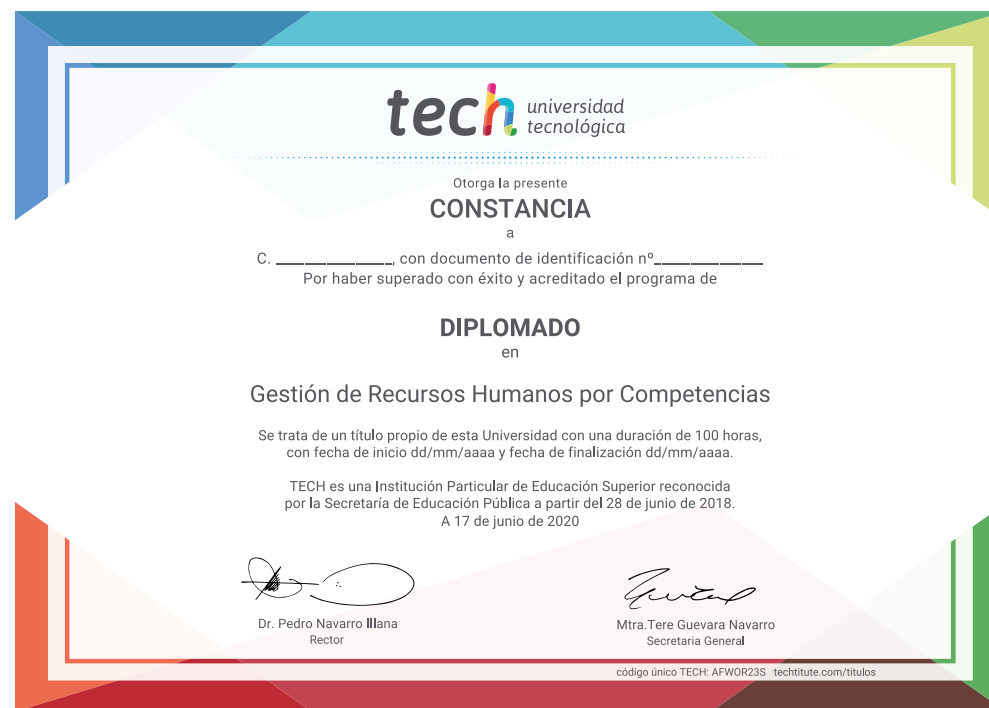 tech universidad
tecnológica
Otorga la presente
CONSTANCIA
a
C. ____________, con documento de identificación nº____________
Por haber superado con éxito y acreditado el programa de
DIPLOMADO
en
Gestión de Recursos Humanos por Competencias
Se trata de un título propio de esta Universidad con una duración de 100 horas,
con fecha de inicio dd/mm/aaaa y fecha de finalización dd/mm/aaaa.
TECH es una Institución Particular de Educación Superior reconocida
por la Secretaría de Educación Pública a partir del 28 de junio de 2018.
A 17 de junio de 2020
Dr. Pedro Navarro Illana
Rector
Mtra.Tere Guevara Navarro
Secretaria General
código único TECH: AFWOR23S techtitute.com/titulos